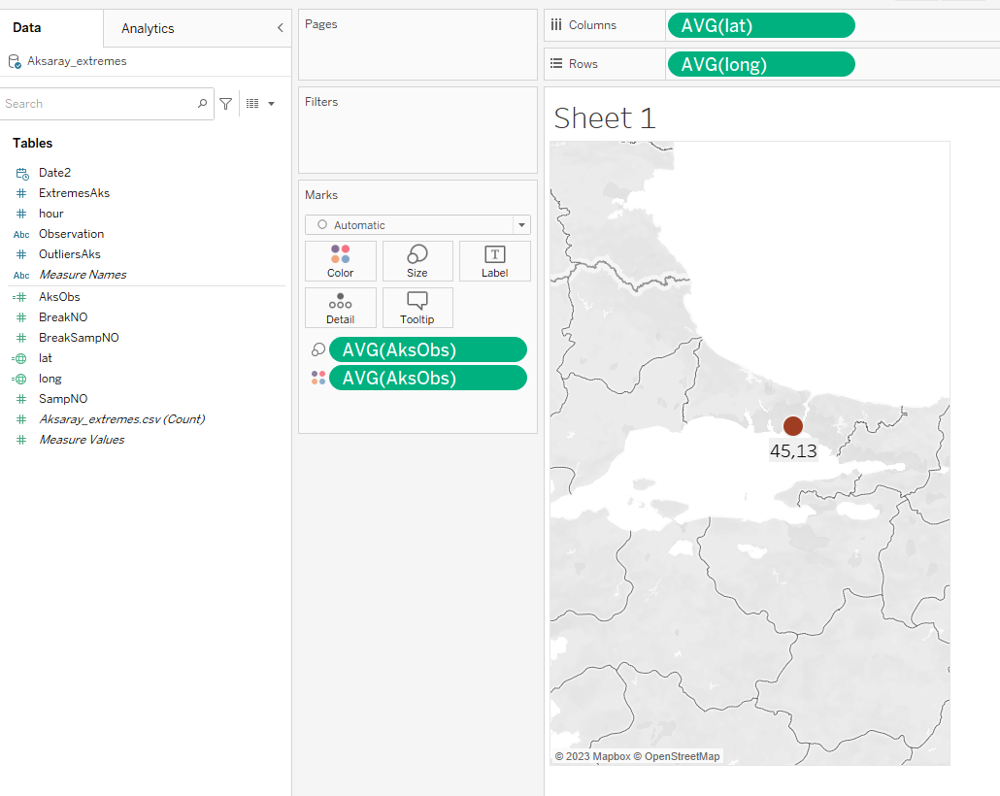 Data
Analytics
Aksaray_extremes
Search
Tables
Date2
ExtremesAks
hour
Abc Observation
OutliersAks
Abc Measure Names
AksObs
BreakNO
BreakSampNO
lat
long
SampNO
Aksaray_extremes.csv (Count)
Measure Values
Pages
Filters
Marks
Automatic
Color
Size
T
Label
Detail
Tooltip
AVG(AksObs)
AVG(AksObs)
Columns
AVG(lat)
Rows
AVG(long)
Sheet 1
45,13
© 2023 Mapbox © OpenStreetMap